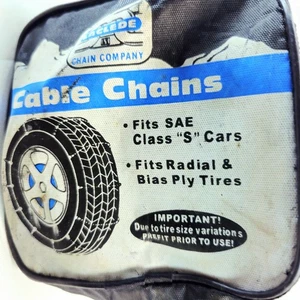 ACLEDE
CHAIN COMPANY
Cable Chains
• Fits SAE
Class "S" Cars
• Fits Radial &
Bias Ply Tires
IMPORTANT!
Due to tire size variations
PREFIT PRIOR TO USE!